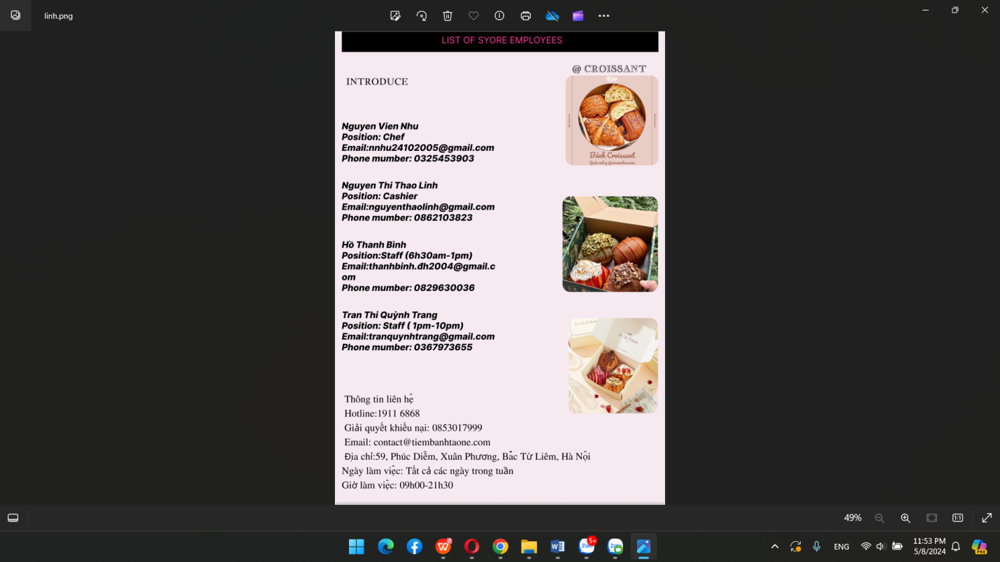 linh.png
LIST OF SYORE EMPLOYEES
@ CROISSANT
INTRODUCE
Nguyen Vien Nhu
Position: Chef
Email:nnhu24102005@gmail.com
Phone mumber: 0325453903
Bánh Croissant
Nguyen Thi Thao Linh
Position: Cashier
Email:nguyenthaolinh@gmail.com
Phone mumber: 0862103823
Hồ Thanh Bình
Position:Staff (6h30am-1pm)
Email:thanhbinh.đh2004@gmail.c
om
Phone mumber: 0829630036
Tran Thi Quỳnh Trang
Position: Staff ( 1pm-10pm)
Email:tranquynhtrang@gmail.com
Phone mumber: 0367973655
Thông tin liên hệ
Hotline:1911 6868
Giải quyết khiếu nại: 0853017999
Email: contact@tiembanhtaone.com
Địa chỉ:59, Phúc Diễm, Xuân Phương, Bắc Từ Liêm, Hà Nội
Ngày làm việc: Tất cả các ngày trong tuần
Giờ làm việc: 09h00-21h30
49%
1:1
5+
Zalo
ENG
11:53 PM
5/8/2024
PRE